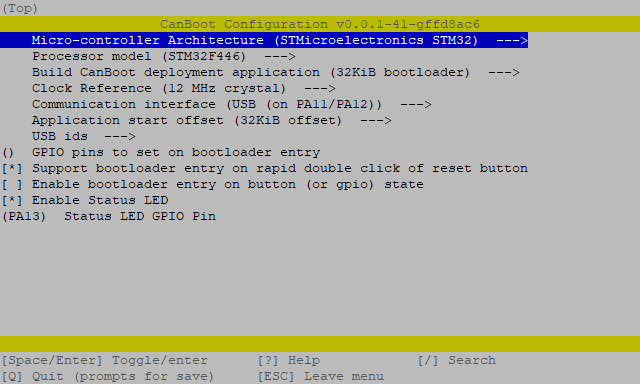 (Top)
CanBoot Configuration v0.0.1-41-gffd8ac6
Micro-controller Architecture (STMicroelectronics STM32)  --->
Processor model (STM32F446)  --->
Build CanBoot deployment application (32KiB bootloader)  --->
Clock Reference (12 MHz crystal)  --->
Communication interface (USB (on PA11/PA12))  --->
Application start offset (32KiB offset)  --->
USB ids  --->
()  GPIO pins to set on bootloader entry
[*] Support bootloader entry on rapid double click of reset button
[ ] Enable bootloader entry on button (or gpio) state
[*] Enable Status LED
(PA13)  Status LED GPIO Pin
[Space/Enter] Toggle/enter      [?] Help            [/] Search
[Q] Quit (prompts for save)     [ESC] Leave menu